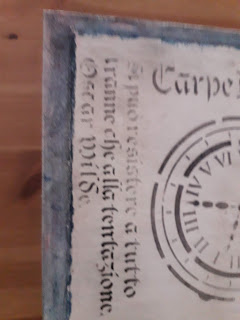 Carpe
Si può resistere a tutto
tranne che alla tentazione.
Oscar Wilde